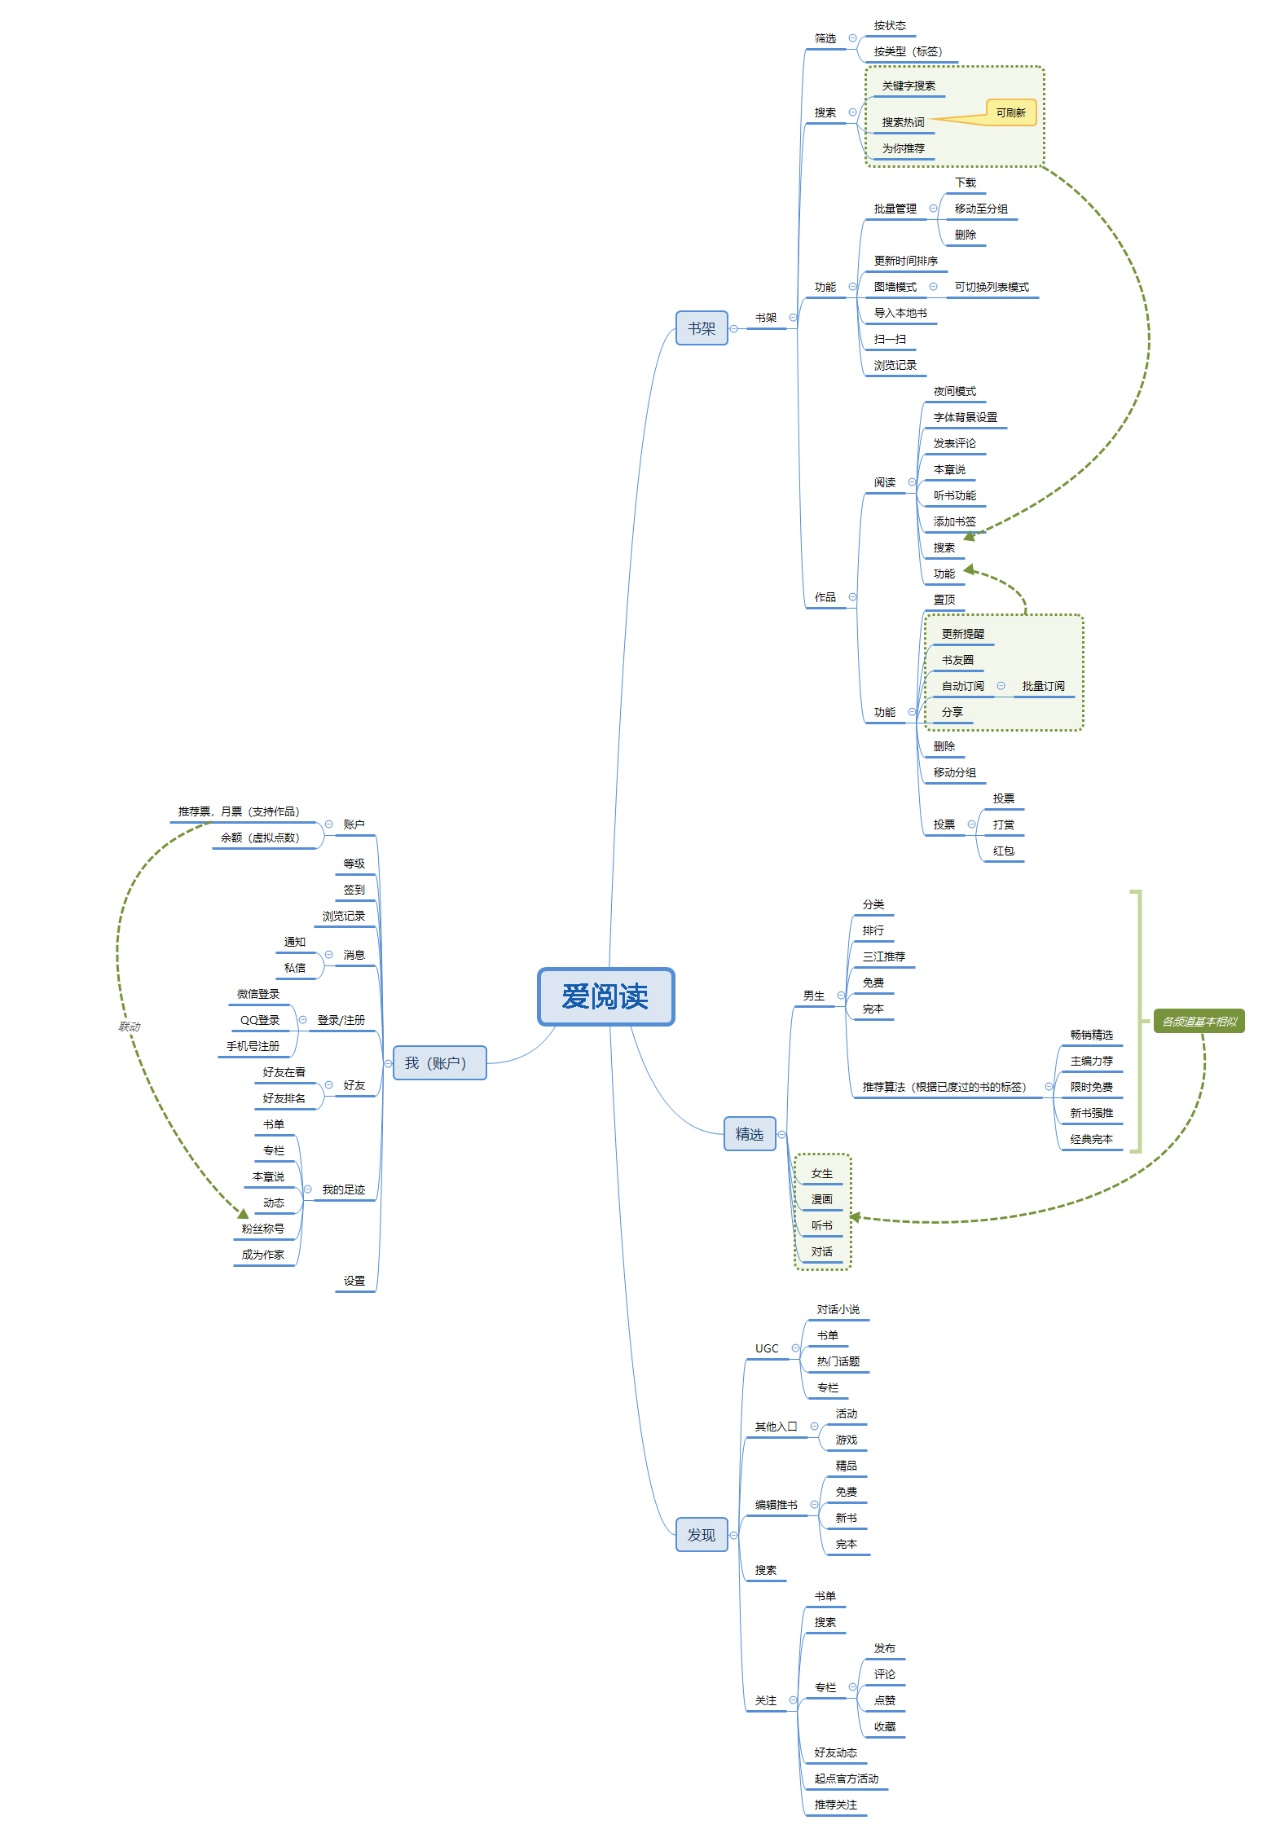 爱阅读
书架
书架
筛选
按状态
按类型（标签）
搜索
关键字搜索
搜索热词
可刷新
为你推荐
功能
批量管理
下载
移动至分组
删除
更新时间排序
图墙模式
可切换列表模式
导入本地书
扫一扫
浏览记录
作品
阅读
夜间模式
字体背景设置
发表评论
本章说
听书功能
添加书签
搜索
功能
功能
置顶
更新提醒
书友圈
自动订阅
批量订阅
分享
删除
移动分组
投票
投票
打赏
红包
精选
男生
分类
排行
三江推荐
免费
完本
推荐算法（根据已度过的书的标签）
畅销精选
主编力荐
限时免费
新书强推
经典完本
各频道基本相似
女生
漫画
听书
对话
发现
UGC
对话小说
书单
热门话题
专栏
其他入口
活动
游戏
编辑推书
精品
免费
新书
完本
搜索
关注
书单
搜索
专栏
发布
评论
点赞
收藏
好友动态
起点官方活动
推荐关注
我（账户）
账户
推荐票，月票（支持作品）
余额（虚拟点数）
等级
签到
浏览记录
消息
通知
私信
登录/注册
微信登录
QQ登录
手机号注册
好友
好友在看
好友排名
我的足迹
书单
专栏
本章说
动态
粉丝称号
成为作家
设置
联动